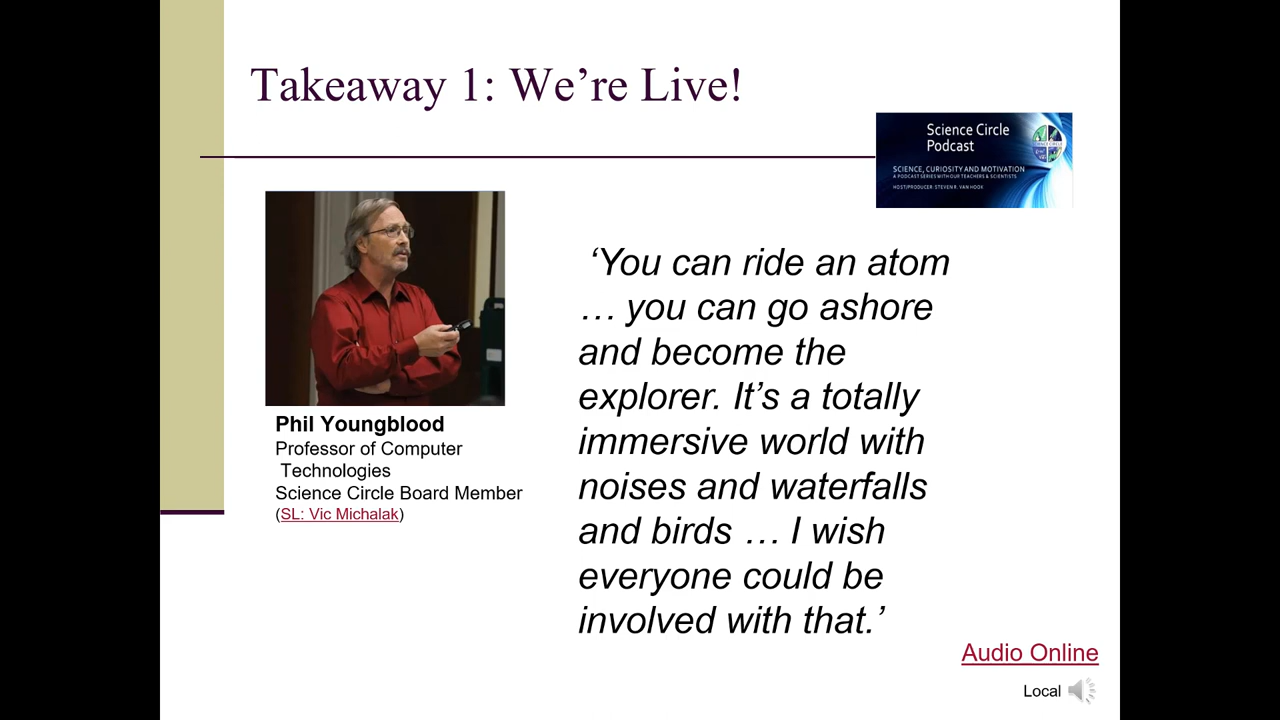 Takeaway 1: We’re Live!
Science Circle
Podcast
SCIENCE, CURIOSITY AND MOTIVATION
A PODCAST SERIES WITH OUR TEACHERS & SCIENTISTS
HOST/PRODUCER: STEVEN R. VAN HOOK
Phil Youngblood
Professor of Computer
Technologies
Science Circle Board Member
(SL: Vic Michalak)
‘You can ride an atom
… you can go ashore
and become the
explorer. It’s a totally
immersive world with
noises and waterfalls
and birds … I wish
everyone could be
involved with that.’
Audio Online
Local